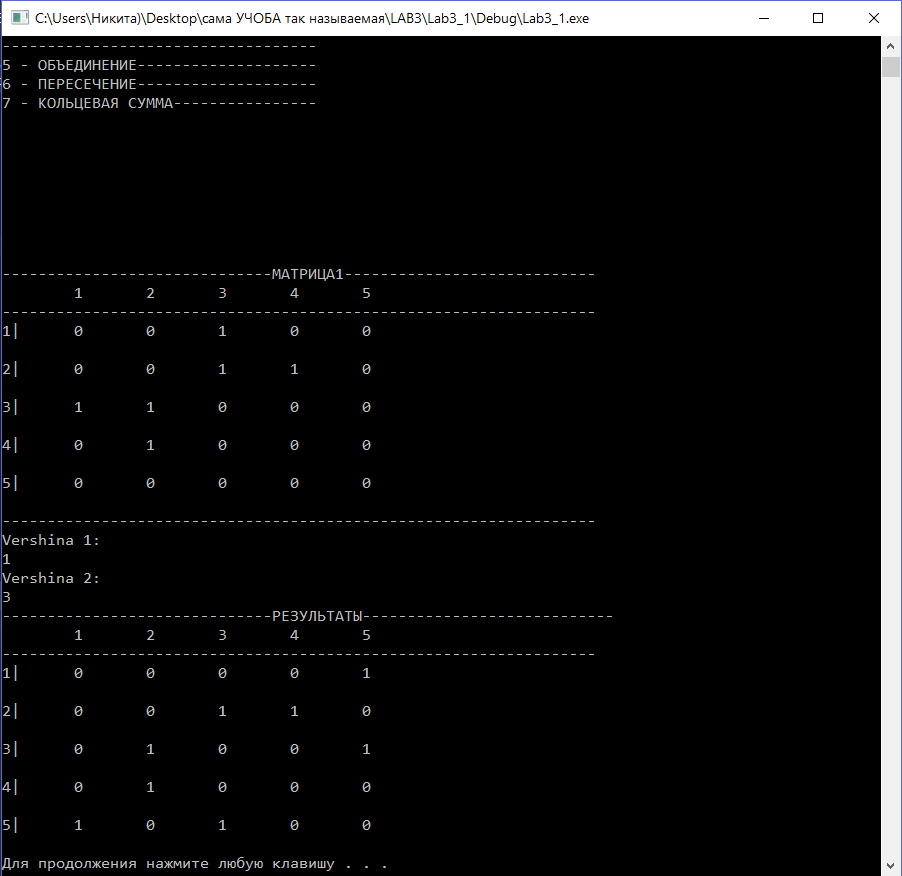 C:\Users\Никита)\Desktop\сама УЧОБА так называемая\LAB3\Lab3_1\Debug\Lab3_1.exe
-----------------------------------
5 - ОБЪЕДИНЕНИЕ--------------------
6 - ПЕРЕСЕЧЕНИЕ--------------------
7 - КОЛЬЦЕВАЯ СУММА----------------
------------------------------МАТРИЦА1----------------------------
1 2 3 4 5
------------------------------------------------------------------
1| 0 0 1 0 0
2| 0 0 1 1 0
3| 1 1 0 0 0
4| 0 1 0 0 0
5| 0 0 0 0 0
------------------------------------------------------------------
Vershina 1:
1
Vershina 2:
3
------------------------------РЕЗУЛЬТАТЫ----------------------------
1 2 3 4 5
------------------------------------------------------------------
1| 0 0 0 0 1
2| 0 0 1 1 0
3| 0 1 0 0 1
4| 0 1 0 0 0
5| 1 0 1 0 0
Для продолжения нажмите любую клавишу . . .